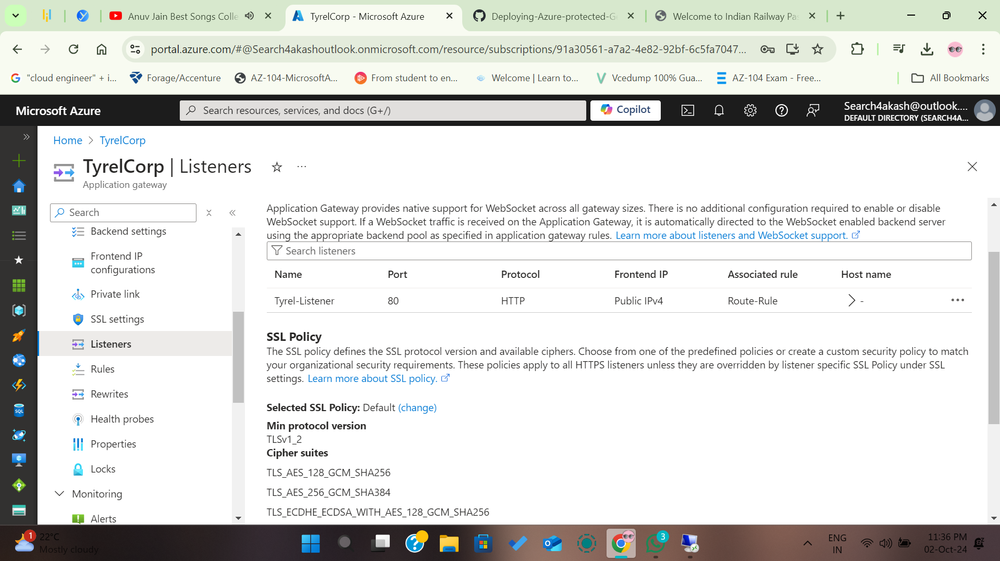 Anuv Jain Best Songs Colle
TyrelCorp - Microsoft Azure
Deploying-Azure-protected-G
Welcome to Indian Railway Pa
portal.azure.com/#@Search4akashoutlook.onmicrosoft.com/resource/subscriptions/91a30561-a7a2-4e82-92bf-6c5fa7047...
"cloud engineer" + i...
Forage/Accenture
AZ-104-MicrosoftA...
From student to en...
Welcome | Learn to...
Vcedump 100% Gua...
AZ-104 Exam - Free...
All Bookmarks
Microsoft Azure
Search resources, services, and docs (G+/)
Copilot
Search4akash@outlook....
DEFAULT DIRECTORY (SEARCH4A...
Home > TyrelCorp
TyrelCorp | Listeners
Application gateway
Search
Backend settings
Frontend IP
configurations
Private link
SSL settings
Listeners
Rules
Rewrites
Health probes
Properties
Locks
Monitoring
Alerts
Application Gateway provides native support for WebSocket across all gateway sizes. There is no additional configuration required to enable or disable
WebSocket support. If a WebSocket traffic is received on the Application Gateway, it is automatically directed to the WebSocket enabled backend server
using the appropriate backend pool as specified in application gateway rules. Learn more about listeners and WebSocket support.
Search listeners
Name Port Protocol Frontend IP Associated rule Host name
Tyrel-Listener 80 HTTP Public IPv4 Route-Rule > - ...
SSL Policy
The SSL policy defines the SSL protocol version and available ciphers. Choose from one of the predefined policies or create a custom security policy to match
your organizational security requirements. These policies apply to all HTTPS listeners unless they are overridden by listener specific SSL Policy under SSL
settings. Learn more about SSL policy.
Selected SSL Policy: Default (change)
Min protocol version
TLSv1_2
Cipher suites
TLS_AES_128_GCM_SHA256
TLS_AES_256_GCM_SHA384
TLS_ECDHE_ECDSA_WITH_AES_128_GCM_SHA256
SQL
1
22°C
Mostly cloudy
3
ENG
IN
11:36 PM
02-Oct-24